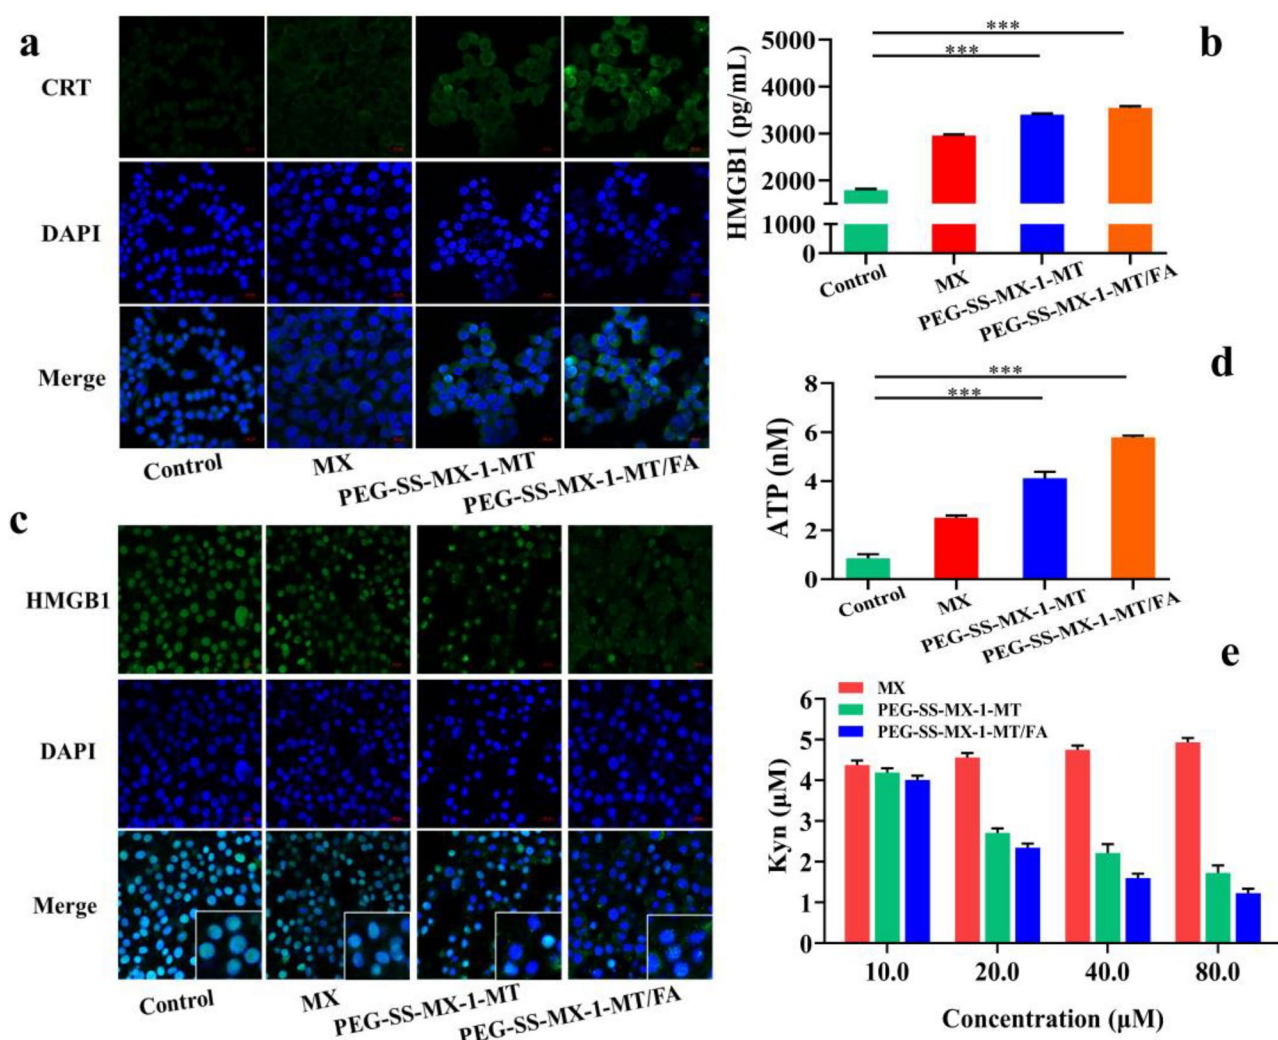 a
CRT
DAPI
Merge
Control
MX
PEG-SS-MX-1-MT
PEG-SS-MX-1-MT/FA
b
***
***
HMGB1 (pg/mL)
5000
4000
3000
2000
1000
0
Control
MX
PEG-SS-MX-1-MT
PEG-SS-MX-1-MT/FA
c
HMGB1
DAPI
Merge
Control
MX
PEG-SS-MX-1-MT
PEG-SS-MX-1-MT/FA
d
***
***
ATP (nM)
8
6
4
2
0
Control
MX
PEG-SS-MX-1-MT
PEG-SS-MX-1-MT/FA
e
MX
PEG-SS-MX-1-MT
PEG-SS-MX-1-MT/FA
Kyn (μM)
6
5
4
3
2
1
0
10.0 20.0 40.0 80.0
Concentration (μM)